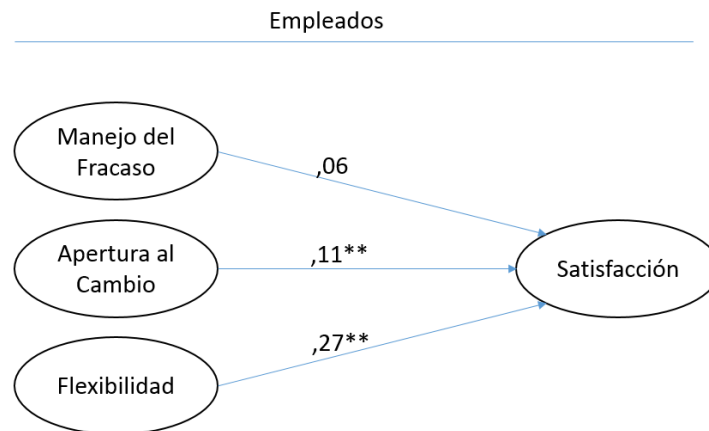 Empleados
Manejo del
Fracaso
,06
Apertura al
Cambio
,11**
Satisfacción
Flexibilidad
,27**